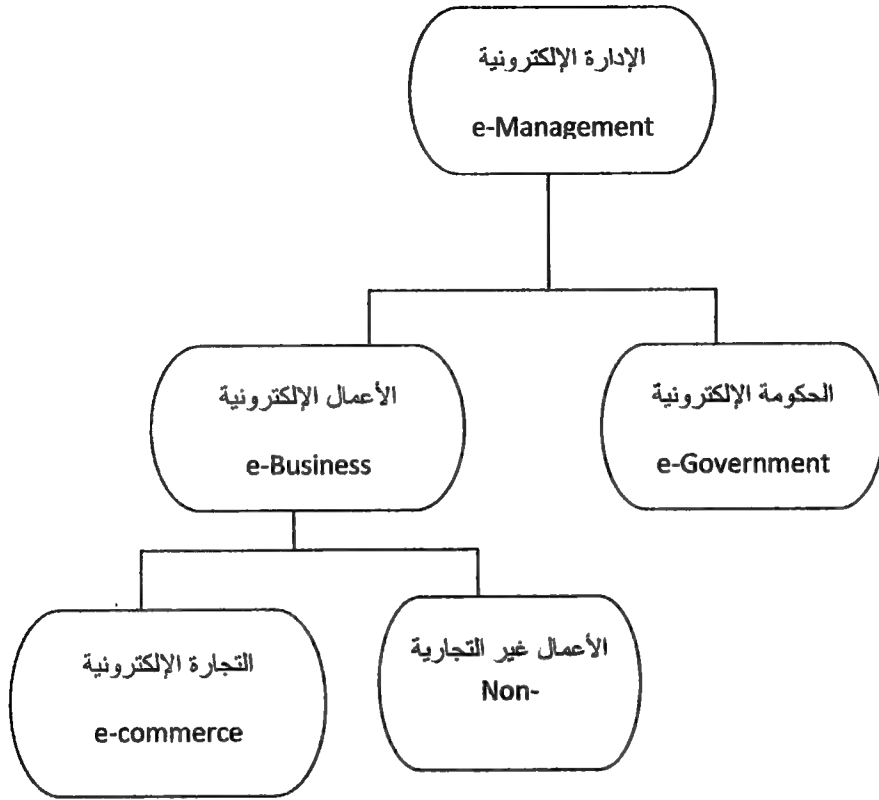 الإدارة الإلكترونية
e-Management
الحكومة الإلكترونية
e-Government
الأعمال الإلكترونية
e-Business
الأعمال غير التجارية
Non-
التجارة الإلكترونية
e-commerce